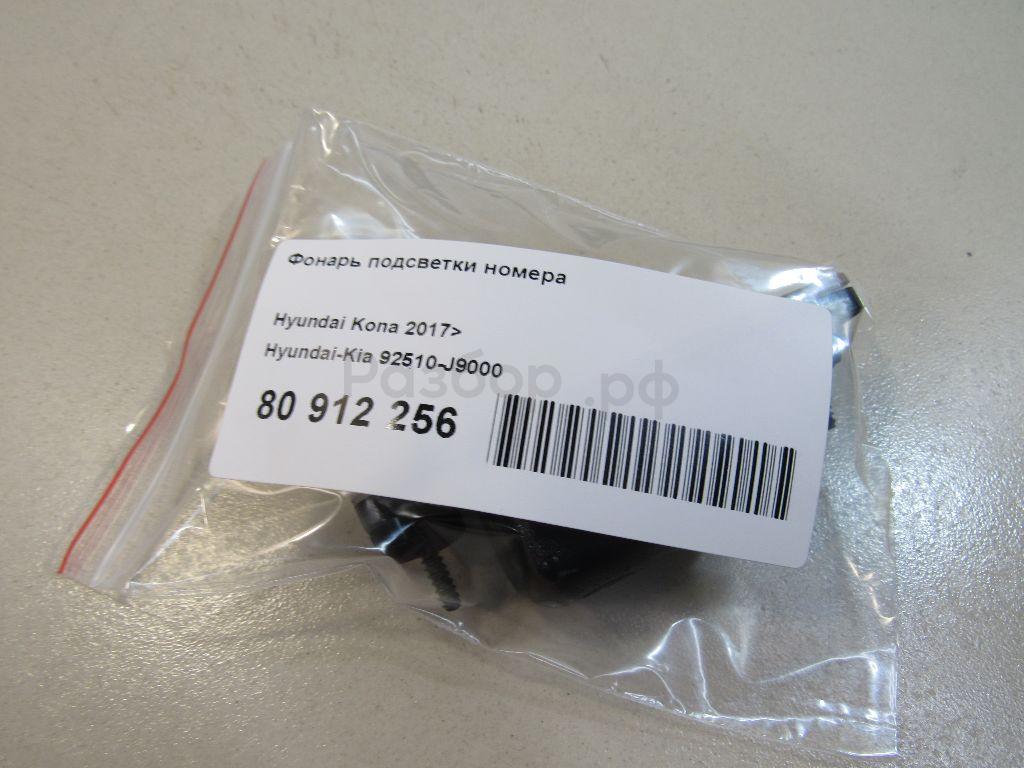 Фонарь подсветки номера
Hyundai Kona 2017>
Hyundai-Kia 92510-J9000
Разбор.рф
80 912 256